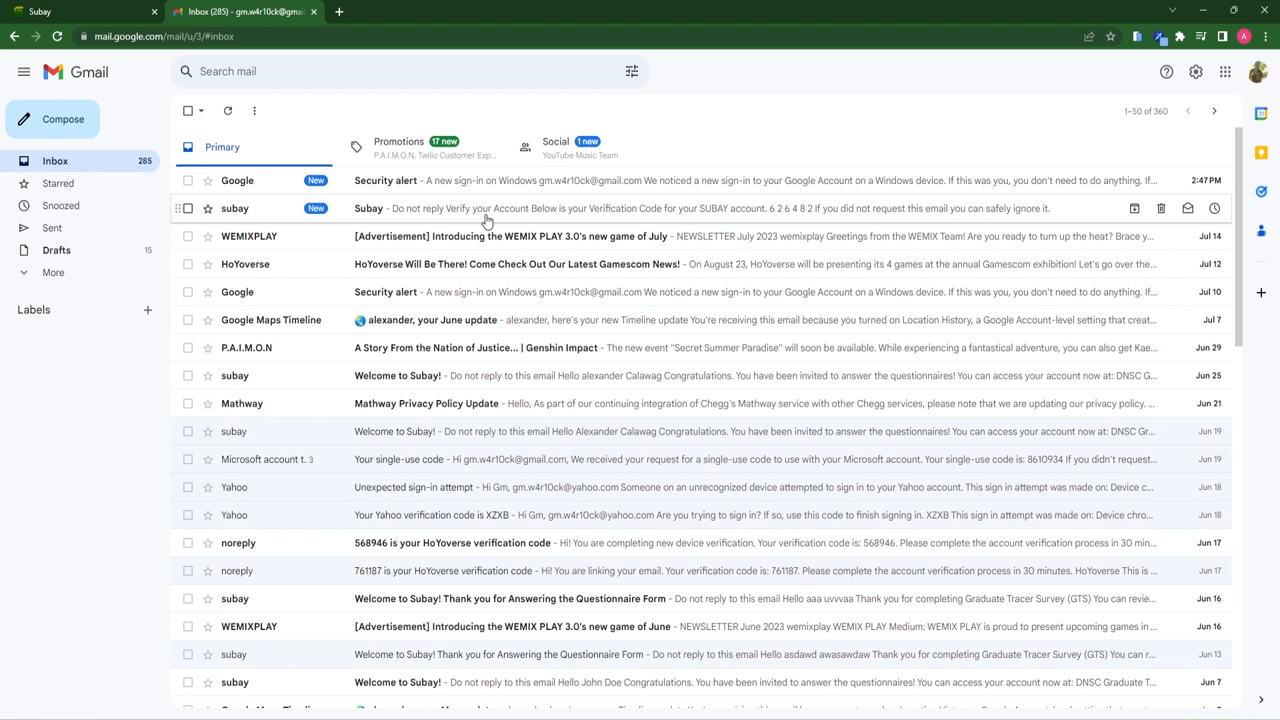 Subay
Inbox (285) - gm.w4r10ck@gmai
mail.google.com/mail/u/3/#inbox
A
Gmail
Search mail
Compose
1–50 of 360
Inbox 285
Starred
Snoozed
Sent
Drafts 15
More
Labels
Primary
Promotions 17 new
P.A.I.M.O.N, Twilio Customer Exp...
Social 1 new
YouTube Music Team
Google New Security alert - A new sign-in on Windows gm.w4r10ck@gmail.com We noticed a new sign-in to your Google Account on a Windows device. If this was you, you don't need to do anything. If... 2:47 PM
subay New Subay - Do not reply Verify your Account Below is your Verification Code for your SUBAY account. 6 2 6 4 8 2 If you did not request this email you can safely ignore it.
WEMIXPLAY [Advertisement] Introducing the WEMIX PLAY 3.0's new game of July - NEWSLETTER July 2023 wemixplay Greetings from the WEMIX Team! Are you ready to turn up the heat? Brace y... Jul 14
HoYoverse HoYoverse Will Be There! Come Check Out Our Latest Gamescom News! - On August 23, HoYoverse will be presenting its 4 games at the annual Gamescom exhibition! Let's go over the... Jul 12
Google Security alert - A new sign-in on Windows gm.w4r10ck@gmail.com We noticed a new sign-in to your Google Account on a Windows device. If this was you, you don't need to do anything. If... Jul 10
Google Maps Timeline alexander, your June update - alexander, here's your new Timeline update You're receiving this email because you turned on Location History, a Google Account-level setting that creat... Jul 7
P.A.I.M.O.N A Story From the Nation of Justice... | Genshin Impact - The new event "Secret Summer Paradise" will soon be available. While experiencing a fantastical adventure, you can also get Kae... Jun 29
subay Welcome to Subay! - Do not reply to this email Hello alexander Calawag Congratulations. You have been invited to answer the questionnaires! You can access your account now at: DNSC G... Jun 25
Mathway Mathway Privacy Policy Update - Hello, As part of our continuing integration of Chegg's Mathway service with other Chegg services, please note that we are updating our privacy policy. ... Jun 21
subay Welcome to Subay! - Do not reply to this email Hello Alexander Calawag Congratulations. You have been invited to answer the questionnaires! You can access your account now at: DNSC Gr... Jun 19
Microsoft account t. 3 Your single-use code - Hi gm.w4r10ck@gmail.com, We received your request for a single-use code to use with your Microsoft account. Your single-use code is: 8610934 If you didn't request... Jun 19
Yahoo Unexpected sign-in attempt - Hi Gm, gm.w4r10ck@yahoo.com Someone on an unrecognized device attempted to sign in to your Yahoo account. This sign in attempt was made on: Device c... Jun 18
Yahoo Your Yahoo verification code is XZXB - Hi Gm, gm.w4r10ck@yahoo.com Are you trying to sign in? If so, use this code to finish signing in. XZXB This sign in attempt was made on: Device chro... Jun 18
noreply 568946 is your HoYoverse verification code - Hi! You are completing new device verification. Your verification code is: 568946. Please complete the account verification process in 30 min... Jun 17
noreply 761187 is your HoYoverse verification code - Hi! You are linking your email. Your verification code is: 761187. Please complete the account verification process in 30 minutes. HoYoverse This is ... Jun 17
subay Welcome to Subay! Thank you for Answering the Questionnaire Form - Do not reply to this email Hello aaa uvvvaa Thank you for completing Graduate Tracer Survey (GTS) You can revie... Jun 16
WEMIXPLAY [Advertisement] Introducing the WEMIX PLAY 3.0's new game of June - NEWSLETTER June 2023 wemixplay WEMIX PLAY Medium: WEMIX PLAY is proud to present upcoming games in ... Jun 16
subay Welcome to Subay! Thank you for Answering the Questionnaire Form - Do not reply to this email Hello asdawd awasawdaw Thank you for completing Graduate Tracer Survey (GTS) You can r... Jun 13
subay Welcome to Subay! - Do not reply to this email Hello John Doe Congratulations. You have been invited to answer the questionnaires! You can access your account now at: DNSC Graduate T... Jun 7